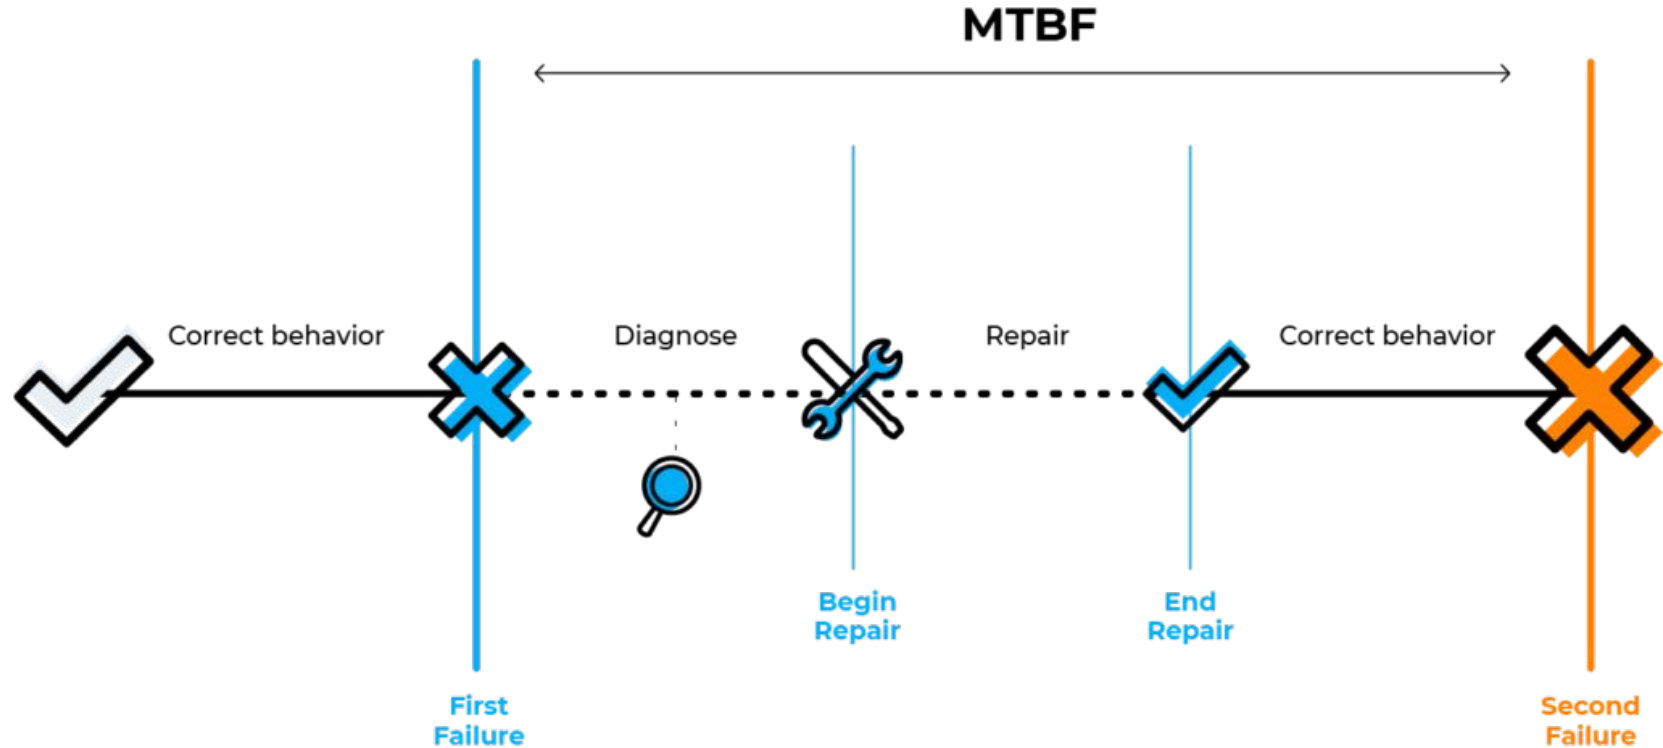 MTBF
Correct behavior
Diagnose
Repair
Correct behavior
Begin
Repair
End
Repair
First
Failure
Second
Failure